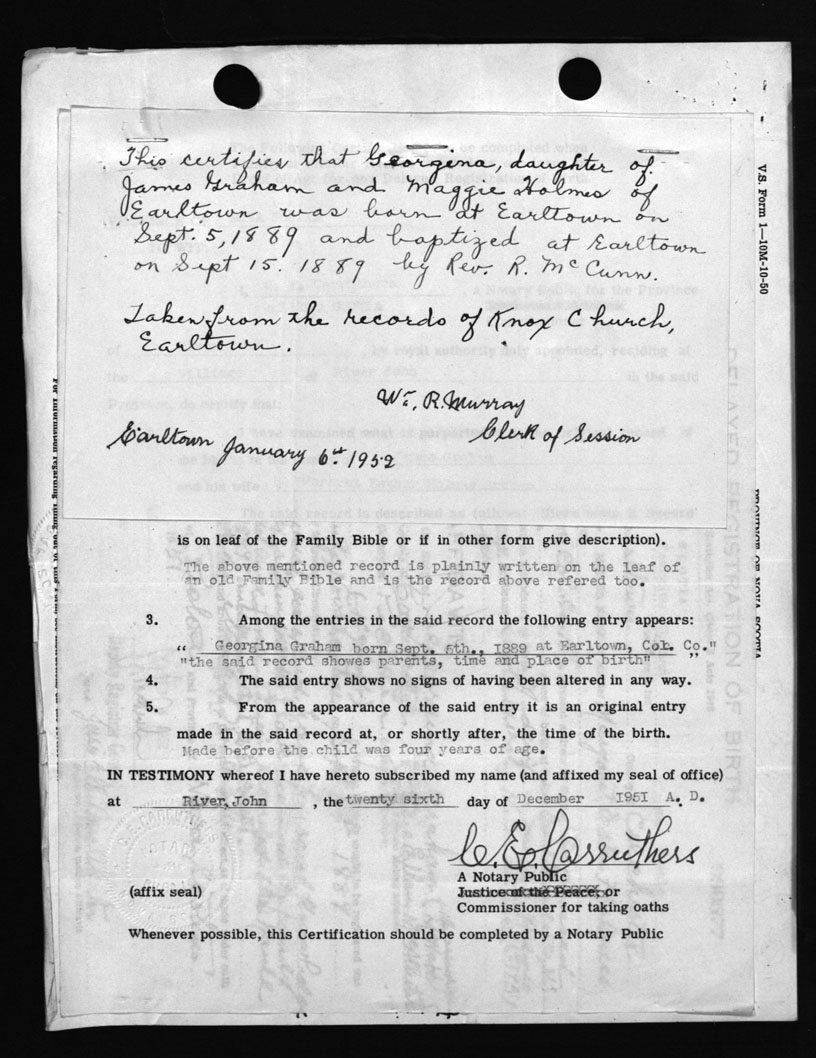 This certifies that Georgina, daughter of
James Graham and Maggie Holmes of
Earltown was born at Earltown on
Sept. 5, 1889 and baptized at Earltown
on Sept 15. 1889 by Rev. R. McCunn.
Taken from the records of Knox Church,
Earltown.
Wm. R. Murray
Clerk of Session
Earltown January 6th 1952
V.S. Form 1—10M-10-50
is on leaf of the Family Bible or if in other form give description).
The above mentioned record is plainly written on the leaf of
an old Family Bible and is the record above refered too.
3. Among the entries in the said record the following entry appears:
“ Georgina Graham born Sept. 5th., 1889 at Earltown, Col. Co."
"the said record showes parents, time and place of birth" ”
4. The said entry shows no signs of having been altered in any way.
5. From the appearance of the said entry it is an original entry
made in the said record at, or shortly after, the time of the birth.
Made before the child was four years of age.
IN TESTIMONY whereof I have hereto subscribed my name (and affixed my seal of office)
at River John , the twenty sixth day of December 1951 A. D.
C. E. Carruthers
A Notary Public
Justice of the Peace, or
(affix seal)
Commissioner for taking oaths
Whenever possible, this Certification should be completed by a Notary Public